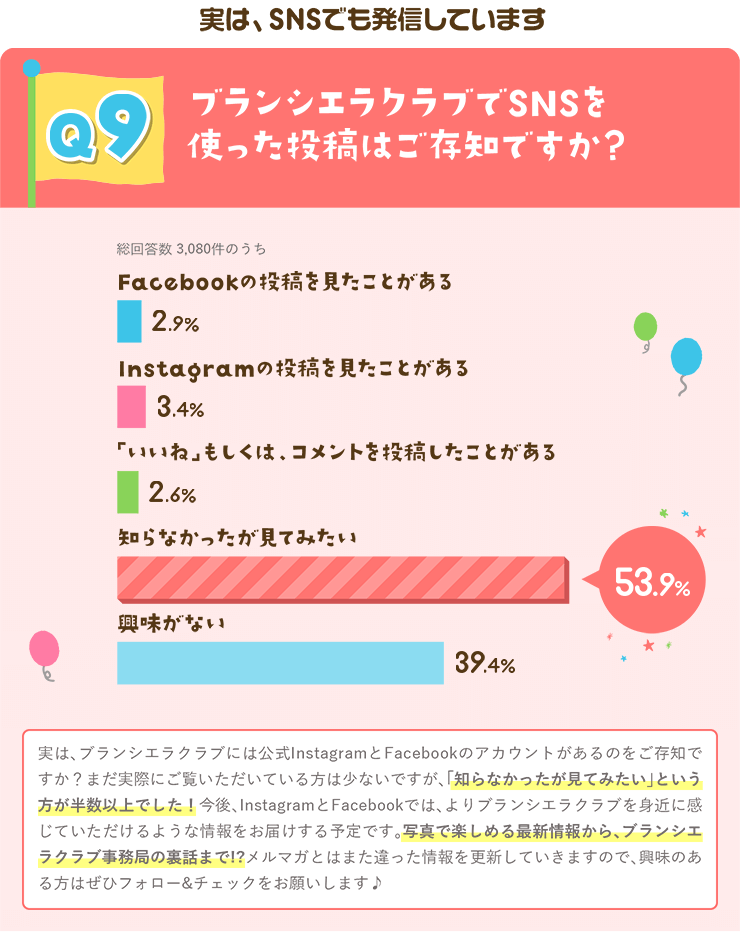 実は、SNSでも発信しています
Q9
ブランシエラクラブでSNSを
使った投稿はご存知ですか?
総回答数 3,080件のうち
Facebookの投稿を見たことがある
2.9%
Instagramの投稿を見たことがある
3.4%
「いいね」もしくは、コメントを投稿したことがある
2.6%
知らなかったが見てみたい
53.9%
興味がない
39.4%
実は、ブランシエラクラブには公式InstagramとFacebookのアカウントがあるのをご存知で
すか？まだ実際にご覧いただいている方は少ないですが、「知らなかったが見てみたい」という
方が半数以上でした！今後、InstagramとFacebookでは、よりブランシエラクラブを身近に感
じていただけるような情報をお届けする予定です。写真で楽しめる最新情報から、ブランシエ
ラクラブ事務局の裏話まで!?メルマガとはまた違った情報を更新していきますので、興味のあ
る方はぜひフォロー&チェックをお願いします♪